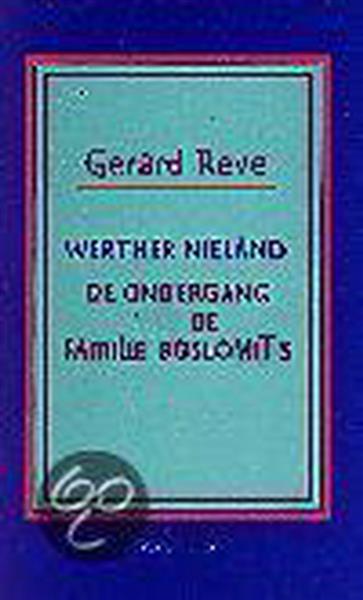 Gerard Reve
WERTHER NIELAND
DE ONDERGANG
DE
FAMILIE BOSLOWITS